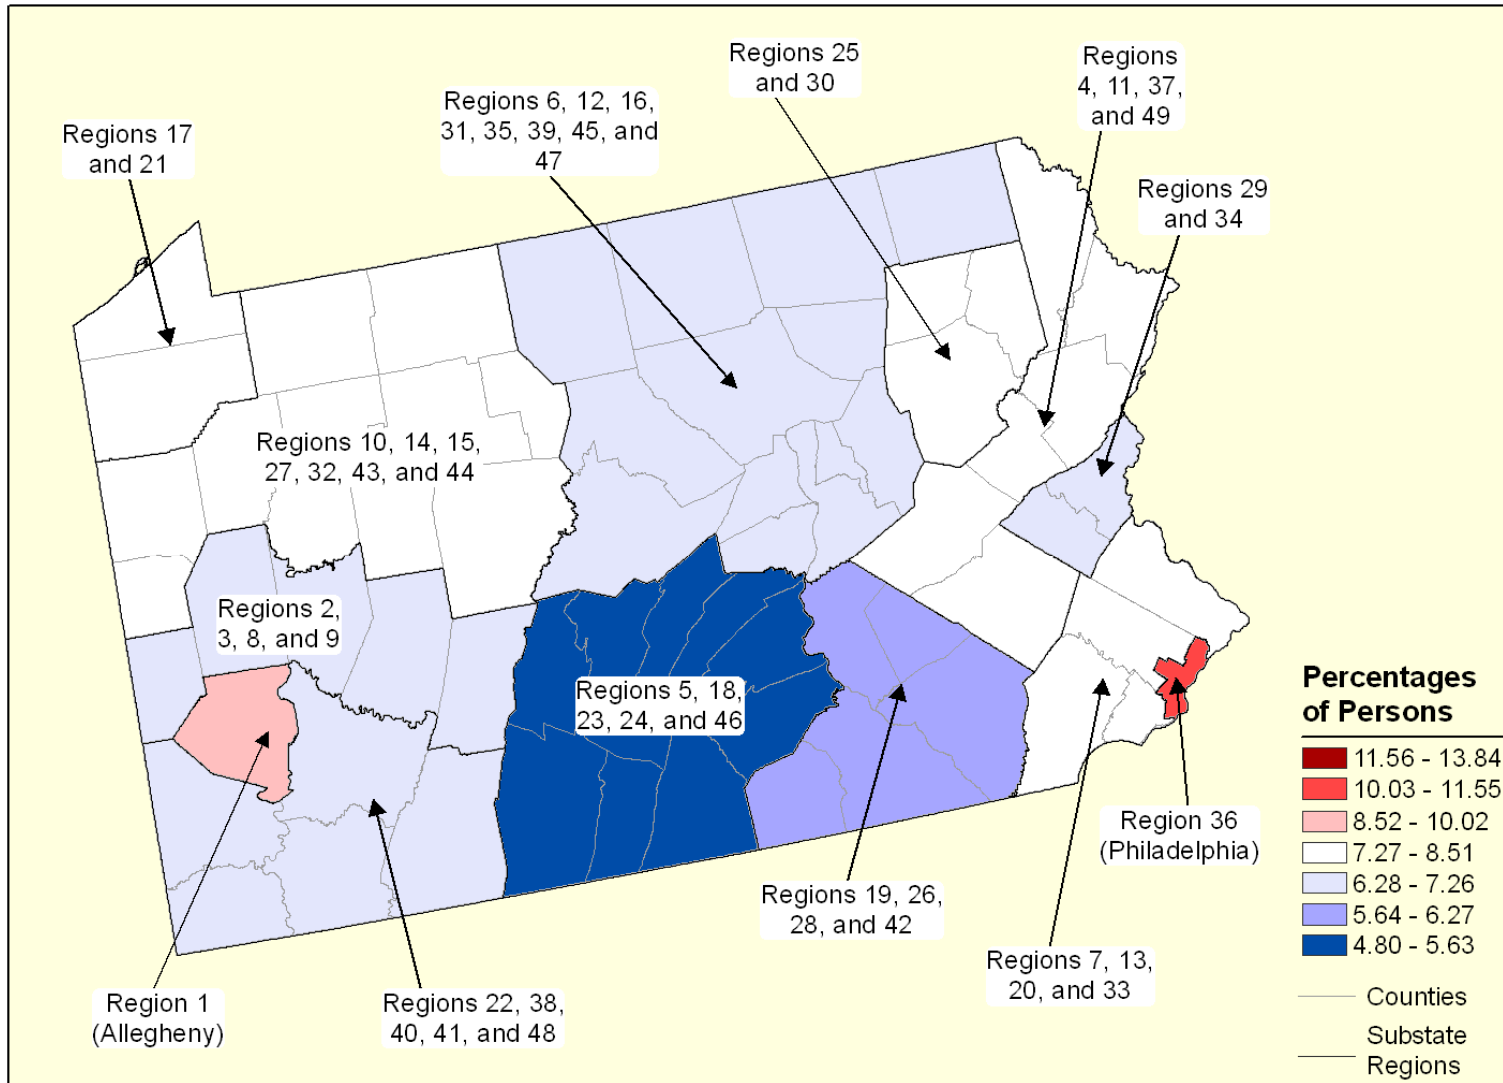 Regions 25
and 30
Regions
4, 11, 37,
and 49
Regions 6, 12, 16,
31, 35, 39, 45, and
47
Regions 17
and 21
Regions 29
and 34
Regions 10, 14, 15,
27, 32, 43, and 44
Regions 2,
3, 8, and 9
Regions 5, 18,
23, 24, and 46
Percentages
of Persons
11.56 - 13.84
10.03 - 11.55
8.52 - 10.02
7.27 - 8.51
6.28 - 7.26
5.64 - 6.27
4.80 - 5.63
Counties
Substate
Regions
Region 36
(Philadelphia)
Regions 19, 26,
28, and 42
Regions 7, 13,
20, and 33
Region 1
(Allegheny)
Regions 22, 38,
40, 41, and 48